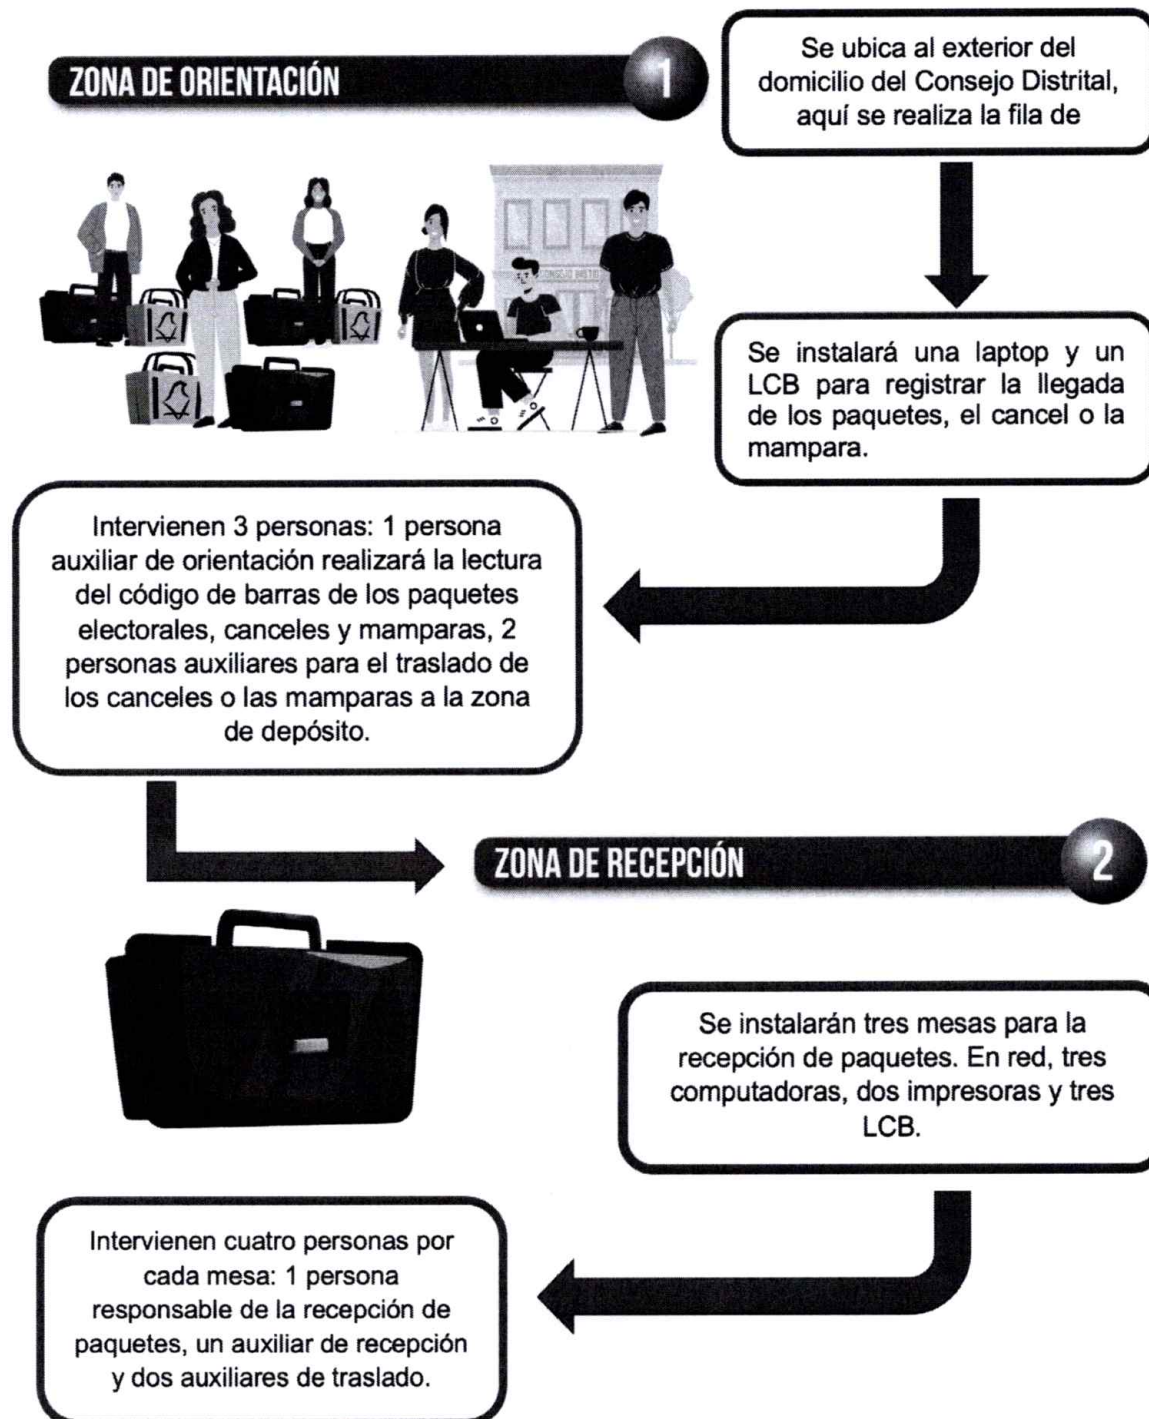 ZONA DE ORIENTACIÓN
1
Se ubica al exterior del
domicilio del Consejo Distrital,
aquí se realiza la fila de
Se instalará una laptop y un
LCB para registrar la llegada
de los paquetes, el cancel o la
mampara.
Intervienen 3 personas: 1 persona
auxiliar de orientación realizará la lectura
del código de barras de los paquetes
electorales, canceles y mamparas, 2
personas auxiliares para el traslado de
los canceles o las mamparas a la zona
de depósito.
ZONA DE RECEPCIÓN
2
Se instalarán tres mesas para la
recepción de paquetes. En red, tres
computadoras, dos impresoras y tres
LCB.
Intervienen cuatro personas por
cada mesa: 1 persona
responsable de la recepción de
paquetes, un auxiliar de recepción
y dos auxiliares de traslado.